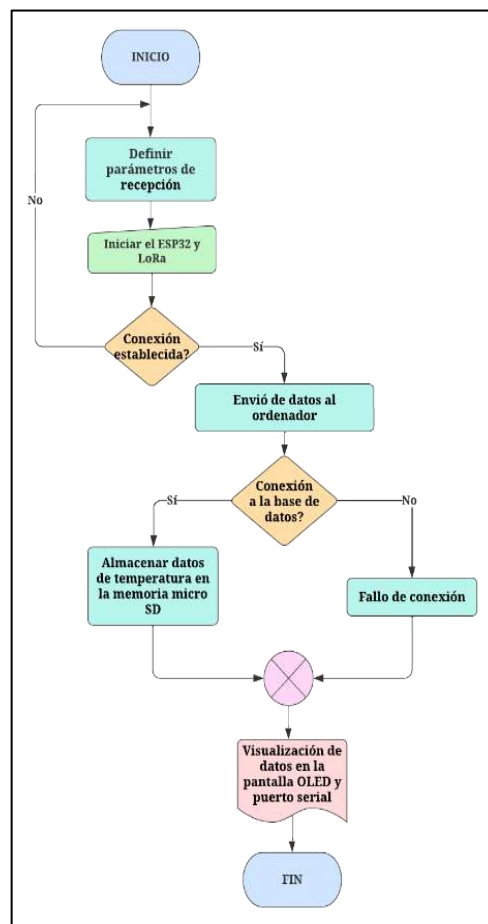 INICIO
Definir
parámetros de
recepción
No
Iniciar el ESP32 y
LoRa
Conexión
establecida?
Sí
Envió de datos al
ordenador
Conexión
a la base de
datos?
Sí
No
Almacenar datos
de temperatura en
la memoria micro
SD
Fallo de conexión
Visualización de
datos en la
pantalla OLED y
puerto serial
FIN